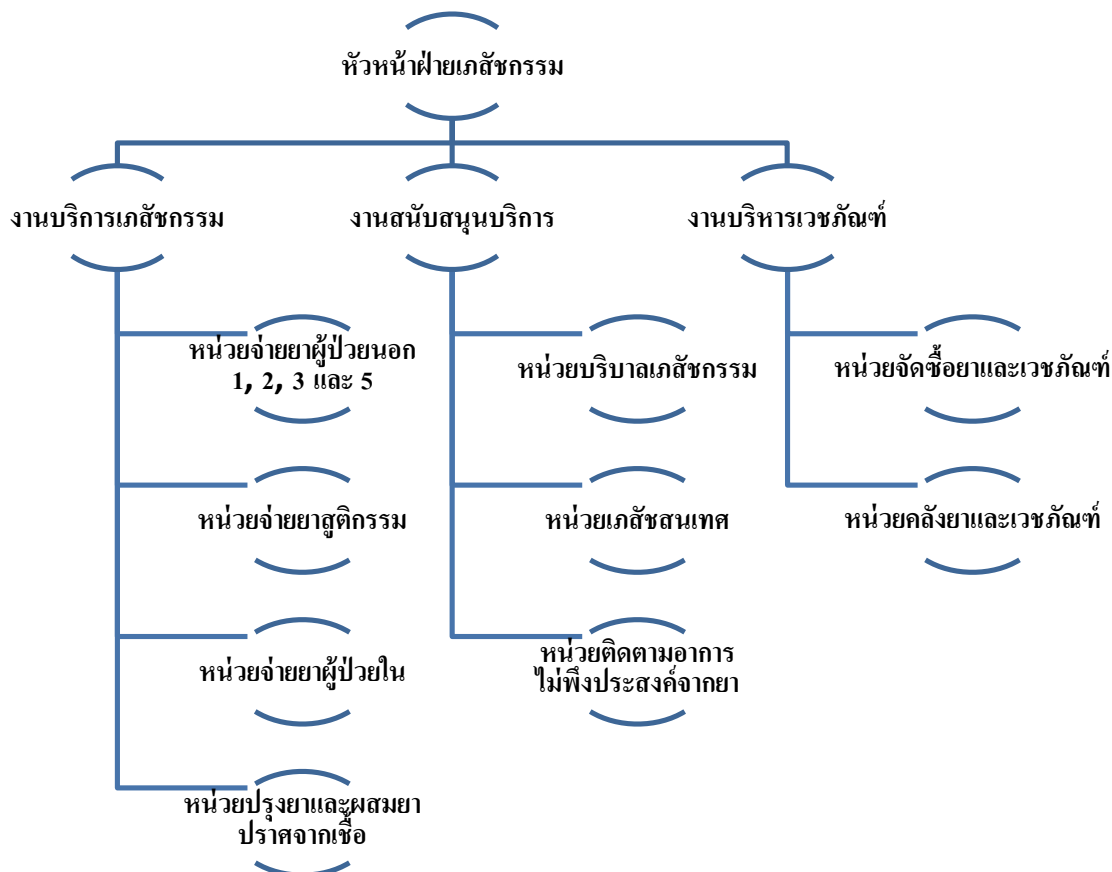 หัวหน้าฝ่ายเภสัชกรรม
งานบริการเภสัชกรรม
งานสนับสนุนบริการ
งานบริหารเวชภัณฑ์
หน่วยจ่ายยาผู้ป่วยนอก
1, 2, 3 และ 5
หน่วยบริบาลเภสัชกรรม
หน่วยจัดซื้อยาและเวชภัณฑ์
หน่วยจ่ายยาสูติกรรม
หน่วยเภสัชสนเทศ
หน่วยคลังยาและเวชภัณฑ์
หน่วยจ่ายยาผู้ป่วยใน
หน่วยติดตามอาการ
ไม่พึงประสงค์จากยา
หน่วยปรุงยาและผสมยา
ปราศจากเชื้อ